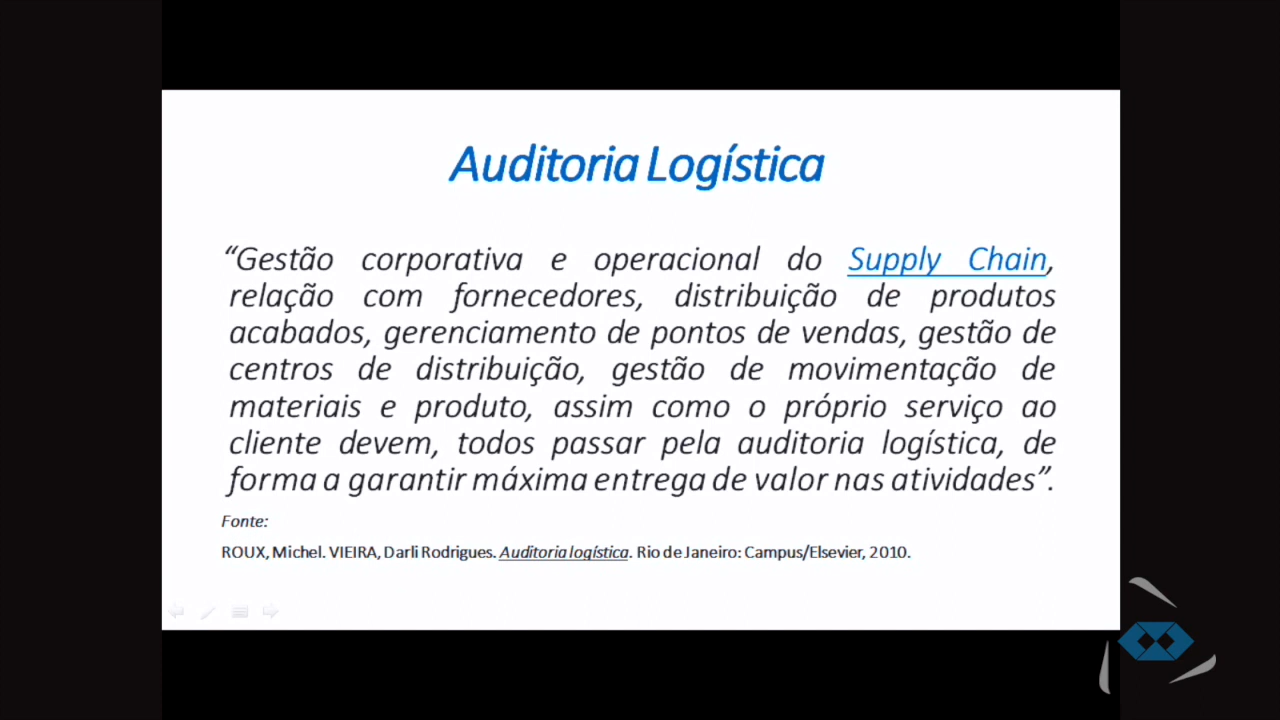 Auditoria Logística
“Gestão corporativa e operacional do Supply Chain,
relação com fornecedores, distribuição de produtos
acabados, gerenciamento de pontos de vendas, gestão de
centros de distribuição, gestão de movimentação de
materiais e produto, assim como o próprio serviço ao
cliente devem, todos passar pela auditoria logística, de
forma a garantir máxima entrega de valor nas atividades”.
Fonte:
ROUX, Michel. VIEIRA, Darli Rodrigues. Auditoria logística. Rio de Janeiro: Campus/Elsevier, 2010.